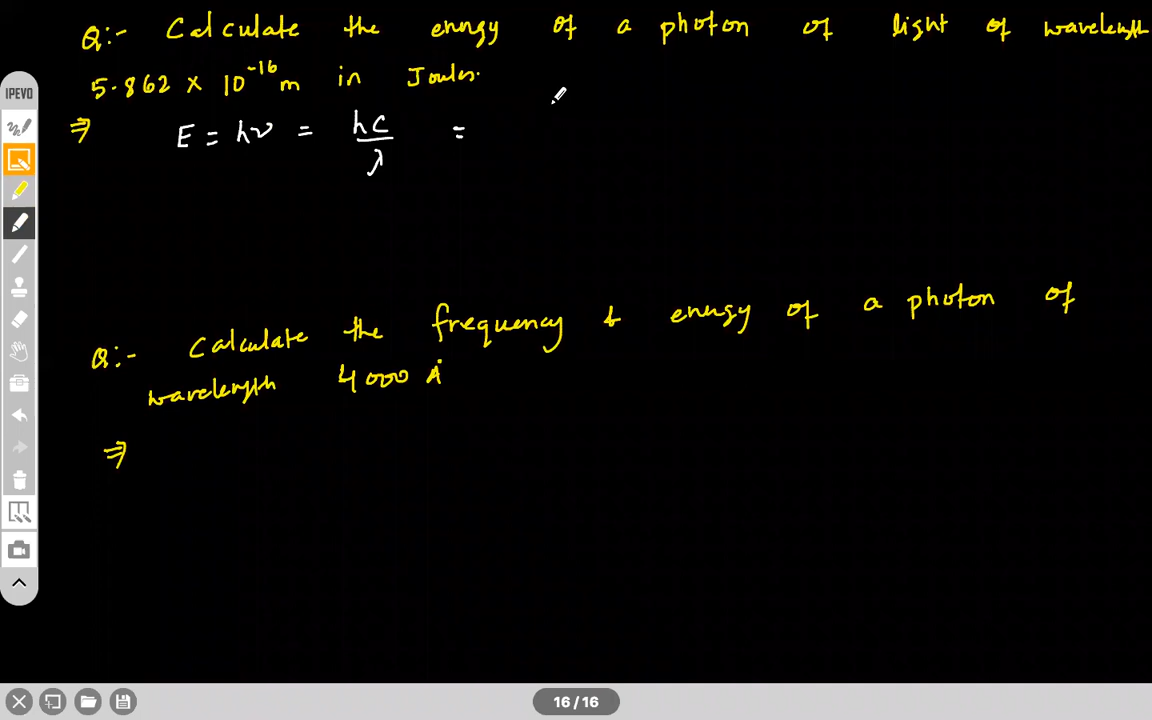 Q:- Calculate the energy of a photon of light of wavelength
5.862 × 10⁻¹⁶ m in Joules.
⇒ E = hν = hc/λ =
Q:- Calculate the frequency & energy of a photon of
wavelength 4000 Å
⇒
IPEVO
16 / 16